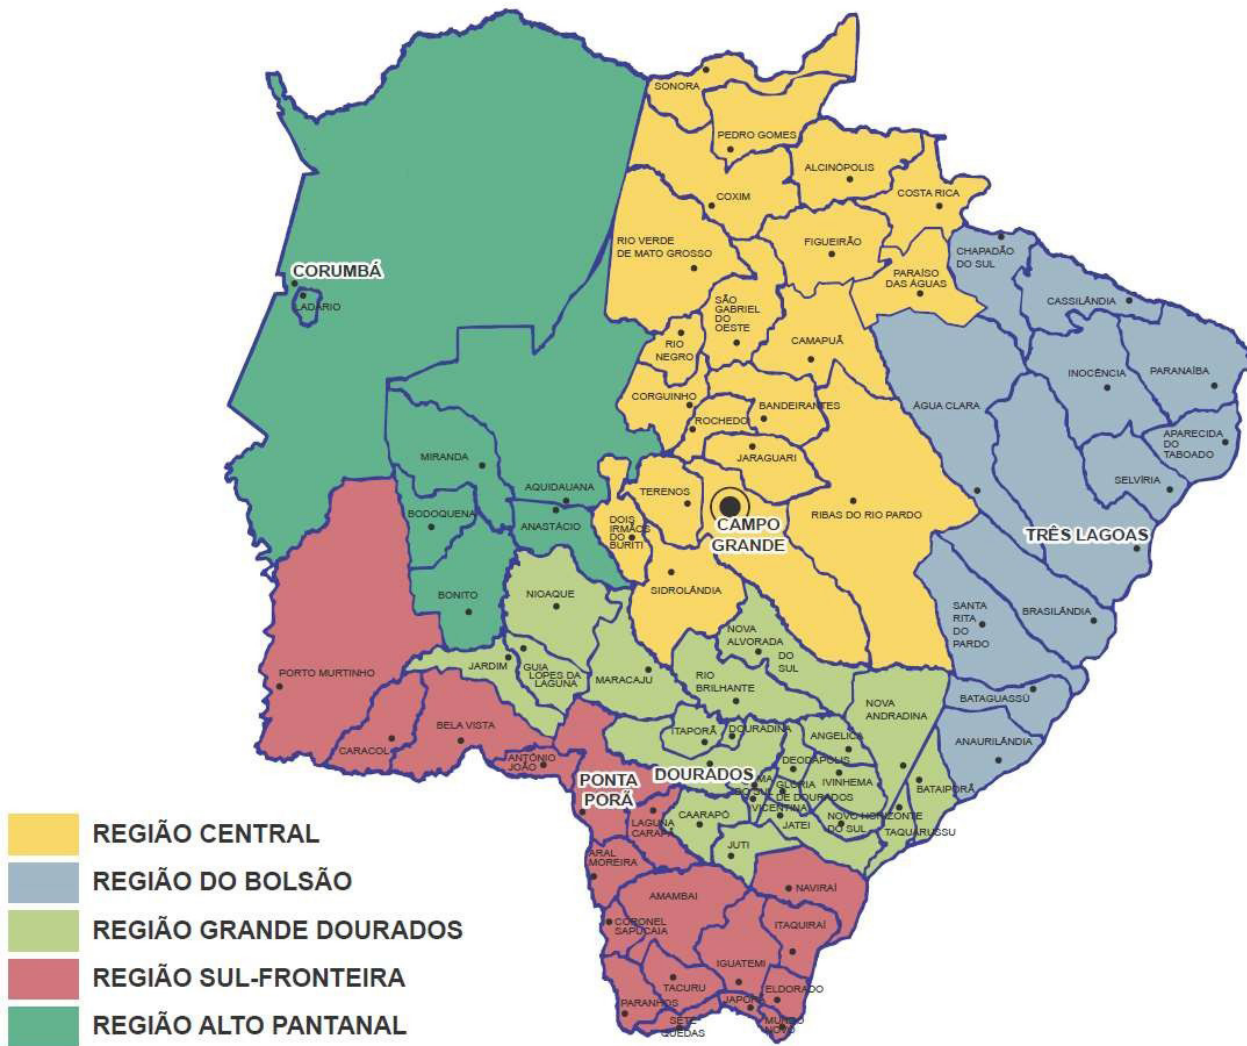 SONORA
PEDRO GOMES
ALCINÓPOLIS
COSTA RICA
COXIM
RIO VERDE
DE MATO GROSSO
FIGUEIRÃO
CHAPADÃO
DO SUL
PARAÍSO
DAS ÁGUAS
CORUMBÁ
LADÁRIO
SÃO
GABRIEL
DO
OESTE
CASSILÂNDIA
RIO
NEGRO
CAMAPUÃ
INOCÊNCIA
PARANAÍBA
CORGUINHO
ROCHEDO
BANDEIRANTES
ÁGUA CLARA
APARECIDA
DO
TABOADO
JARAGUARI
MIRANDA
AQUIDAUANA
TERENOS
SELVÍRIA
BODOQUENA
ANASTÁCIO
DOIS
IRMÃOS
DO
BURITI
CAMPO
GRANDE
RIBAS DO RIO PARDO
TRÊS LAGOAS
BONITO
NIOAQUE
SIDROLÂNDIA
SANTA
RITA
DO
PARDO
BRASILÂNDIA
NOVA
ALVORADA
DO
SUL
PORTO MURTINHO
JARDIM
GUIA
LOPES DA
LAGUNA
MARACAJU
RIO
BRILHANTE
NOVA
ANDRADINA
BATAGUASSÚ
CARACOL
BELA VISTA
ITAPORÃ
DOURADINA
ANGÉLICA
ANAURILÂNDIA
ANTÔNIO
JOÃO
PONTA
PORÃ
DOURADOS
DEODÁPOLIS
IVINHEMA
BATAIPORÃ
GLÓRIA
DE DOURADOS
VICENTINA
JATEÍ
NOVO HORIZONTE
DO SUL
TAQUARUSSU
LAGUNA
CARAPÃ
CAARAPÓ
JUTI
ARAL
MOREIRA
AMAMBAI
NAVIRAÍ
CORONEL
SAPUCAIA
ITAQUIRAÍ
IGUATEMI
TACURU
PARANHOS
JAPORÃ
ELDORADO
SETE
QUEDAS
MUNDO
NOVO
REGIÃO CENTRAL
REGIÃO DO BOLSÃO
REGIÃO GRANDE DOURADOS
REGIÃO SUL-FRONTEIRA
REGIÃO ALTO PANTANAL